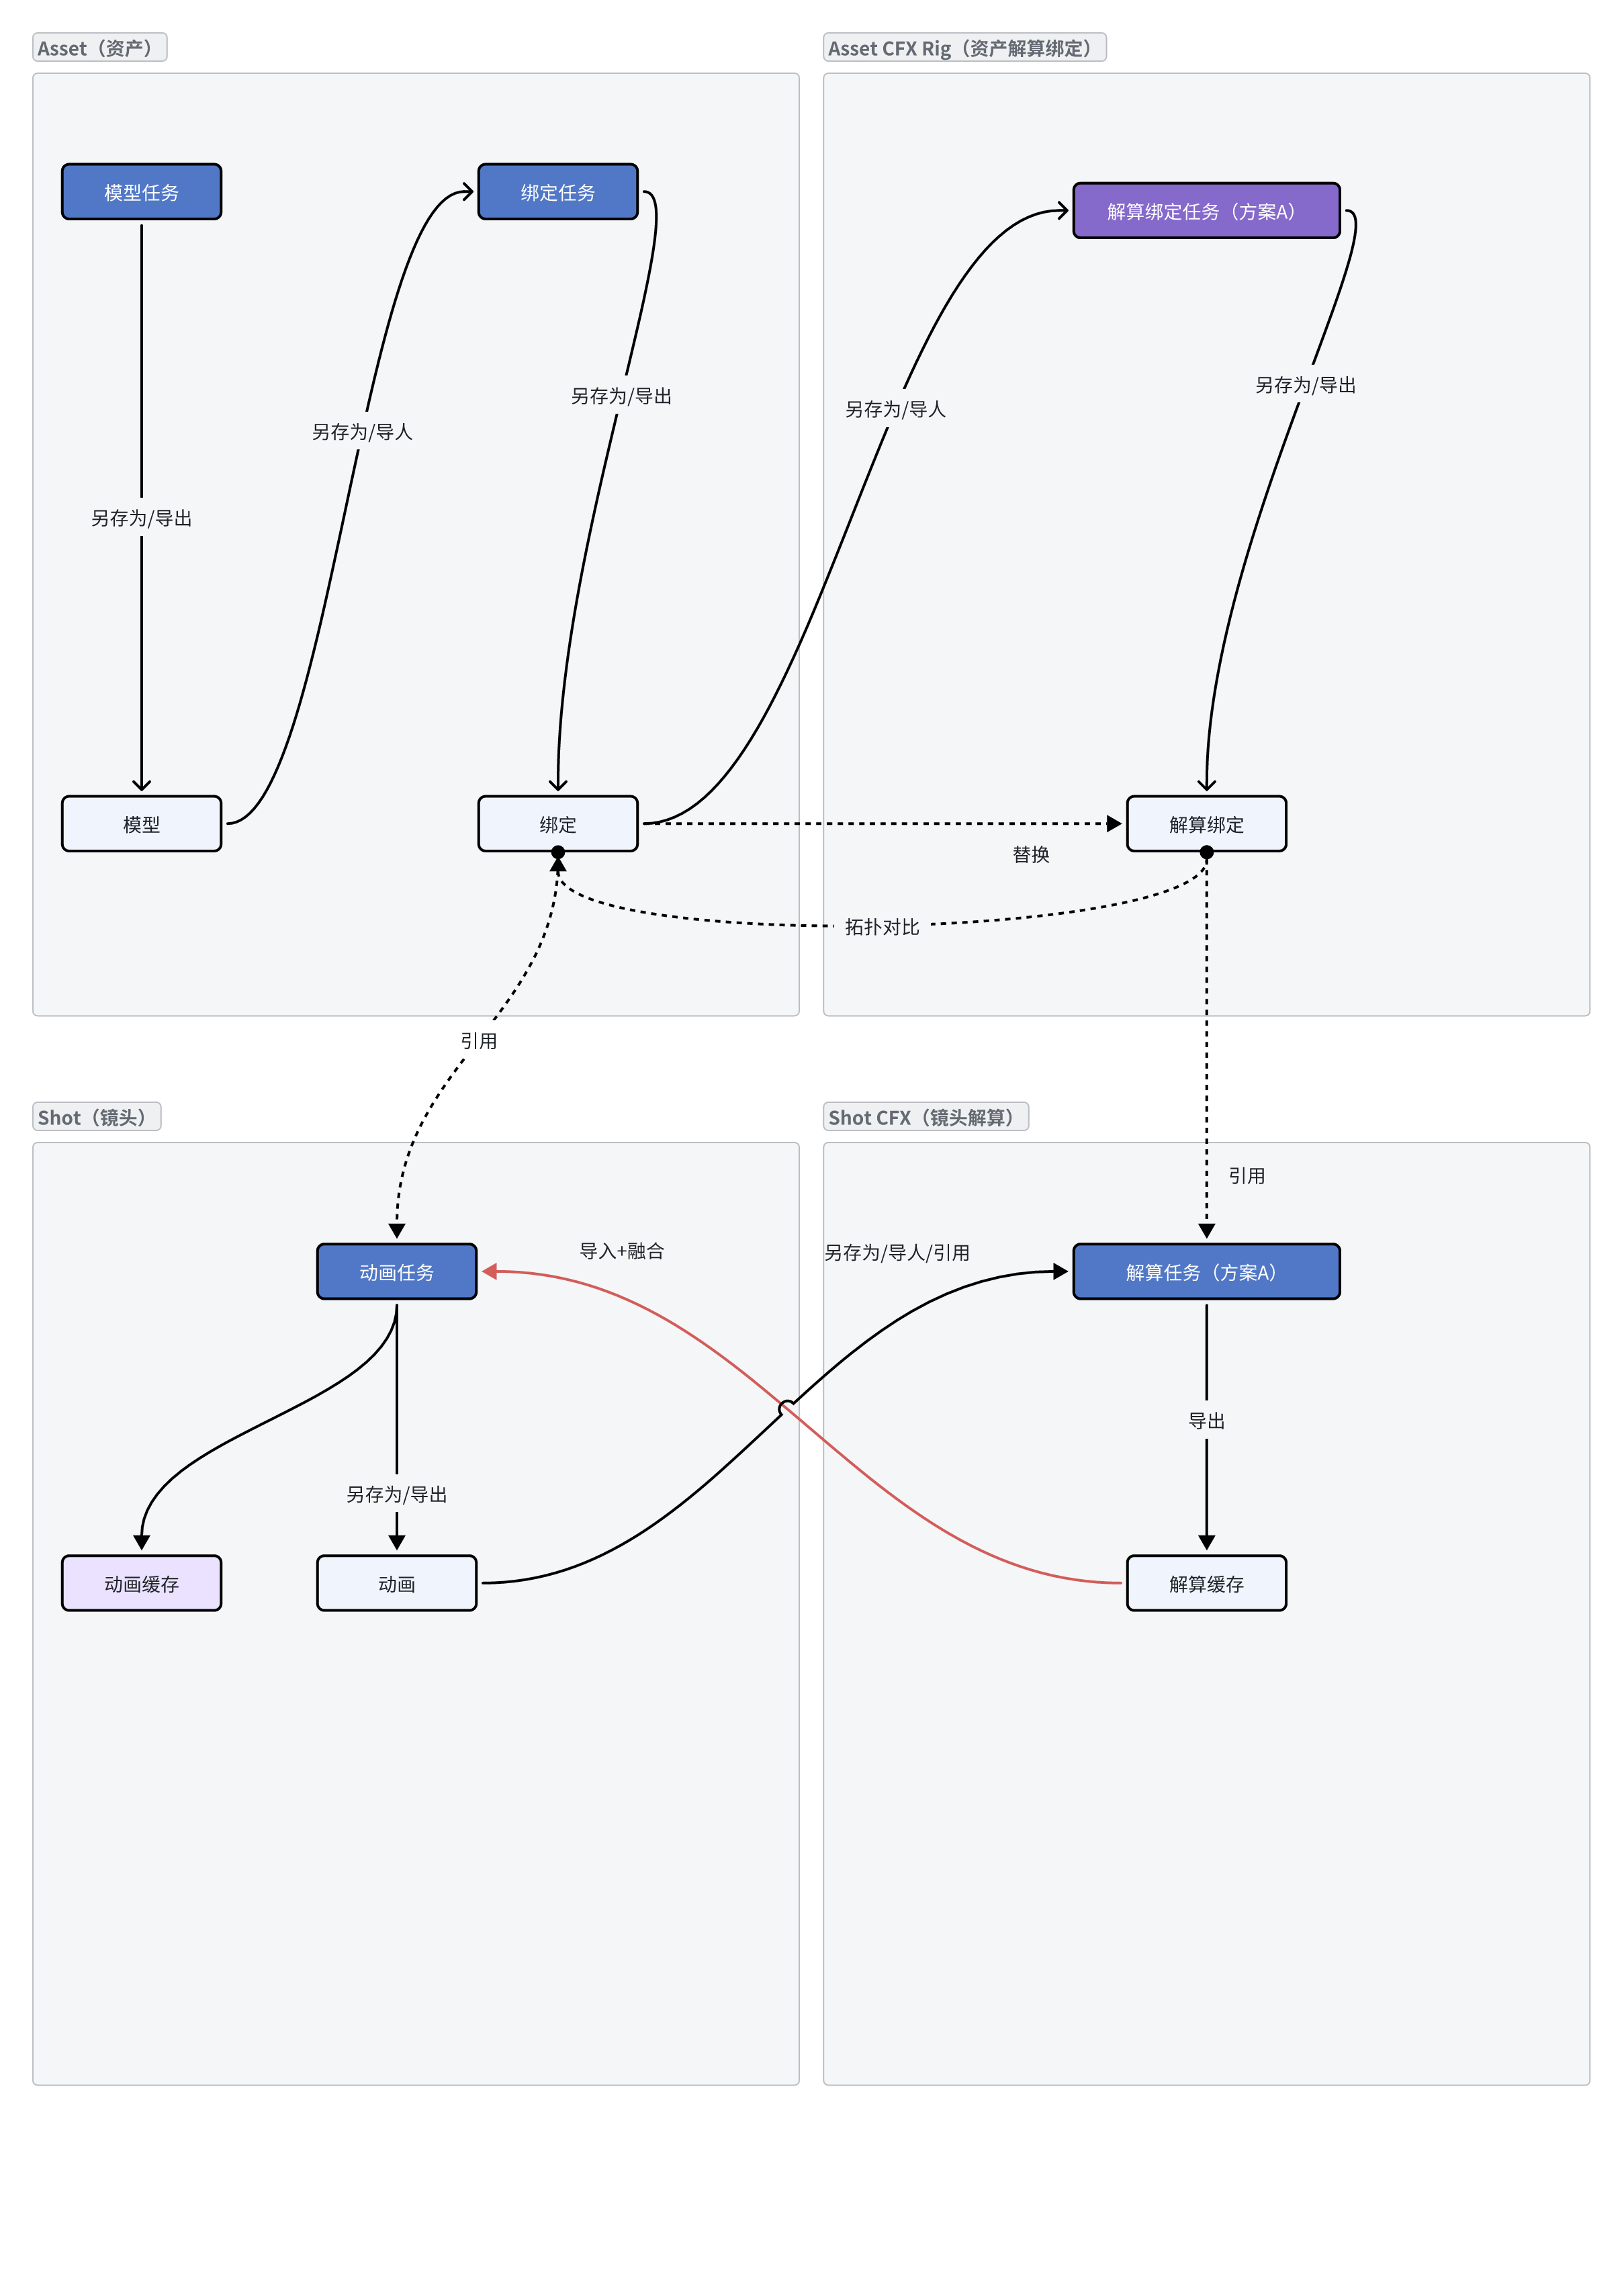 Asset（资产）
Asset CFX Rig（资产解算绑定）
模型任务
绑定任务
解算绑定任务（方案A）
另存为/导出
另存为/导出
另存为/导人
另存为/导人
另存为/导出
模型
绑定
解算绑定
替换
拓扑对比
引用
Shot（镜头）
Shot CFX（镜头解算）
引用
导入+融合
另存为/导人/引用
动画任务
解算任务（方案A）
导出
另存为/导出
动画缓存
动画
解算缓存